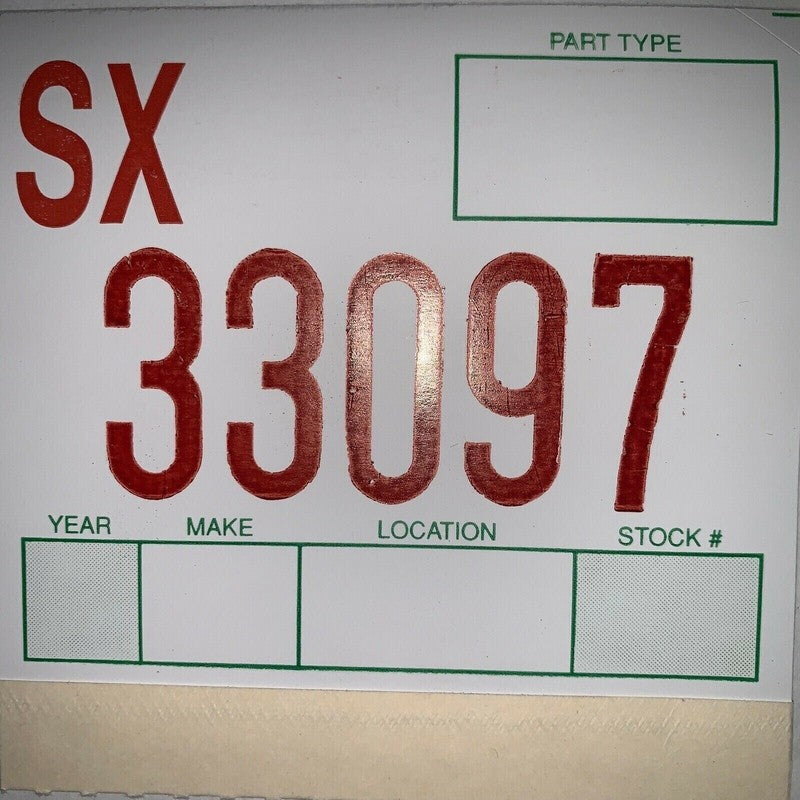 SX
PART TYPE
33097
YEAR MAKE LOCATION STOCK #